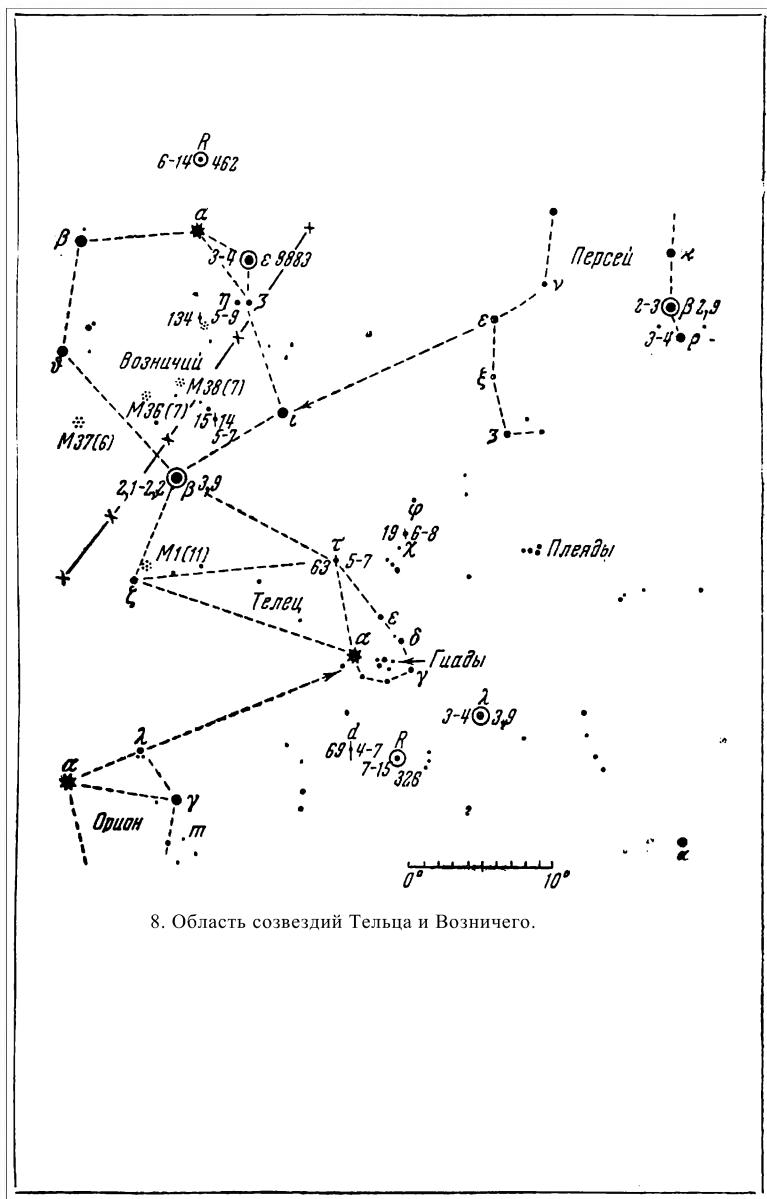 R
6-14 462
α
β
3-4 ε 9883
Персей
ϰ
η
5-9
З
134
ν
2-3 β 2,9
ε
3-4 ρ
Возничий
ϑ
M38(7)
ξ
M36(7)
15 14
5-7
ι
M37(6)
З
2,1-2,2 β 3,9
φ
19 6-8
χ
Плеяды
M1(11)
τ
63 5-7
ζ
Телец
ε
α
δ
Гиады
γ
λ
3-4 3,9
λ
d
69 4-7
R
7-15
326
α
γ
Орион
m
α
0° 10°
8. Область созвездий Тельца и Возничего.